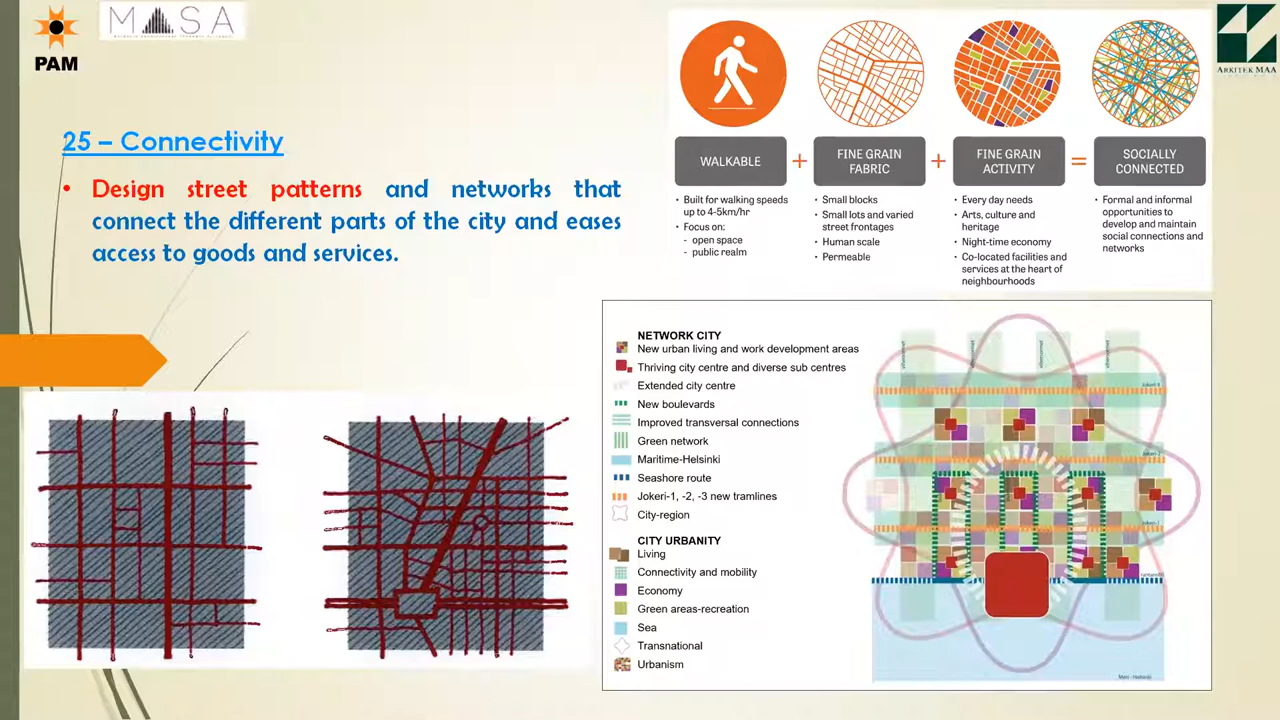 PAM
MASA
ARKITEK MAA
25 – Connectivity
• Design street patterns and networks that
connect the different parts of the city and eases
access to goods and services.
WALKABLE
+
FINE GRAIN
FABRIC
+
FINE GRAIN
ACTIVITY
=
SOCIALLY
CONNECTED
• Built for walking speeds
up to 4-5km/hr
• Focus on:
- open space
- public realm
• Small blocks
• Small lots and varied
street frontages
• Human scale
• Permeable
• Every day needs
• Arts, culture and
heritage
• Night-time economy
• Co-located facilities and
services at the heart of
neighbourhoods
• Formal and informal
opportunities to
develop and maintain
social connections and
networks
NETWORK CITY
New urban living and work development areas
Thriving city centre and diverse sub centres
Extended city centre
New boulevards
Improved transversal connections
Green network
Maritime-Helsinki
Seashore route
Jokeri-1, -2, -3 new tramlines
City-region
CITY URBANITY
Living
Connectivity and mobility
Economy
Green areas-recreation
Sea
Transnational
Urbanism